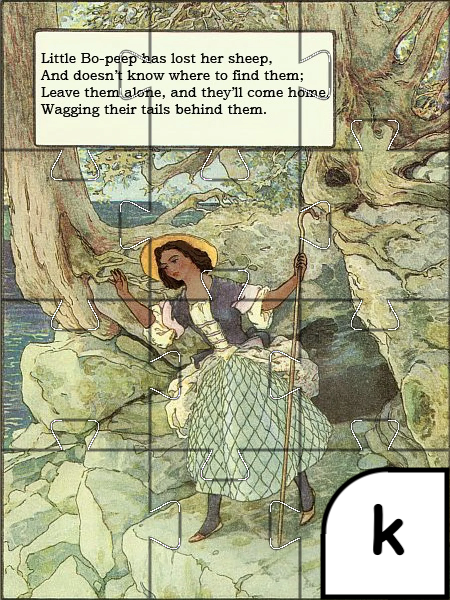 Little Bo-peep has lost her sheep,
And doesn't know where to find them;
Leave them alone, and they'll come home,
Wagging their tails behind them.
k